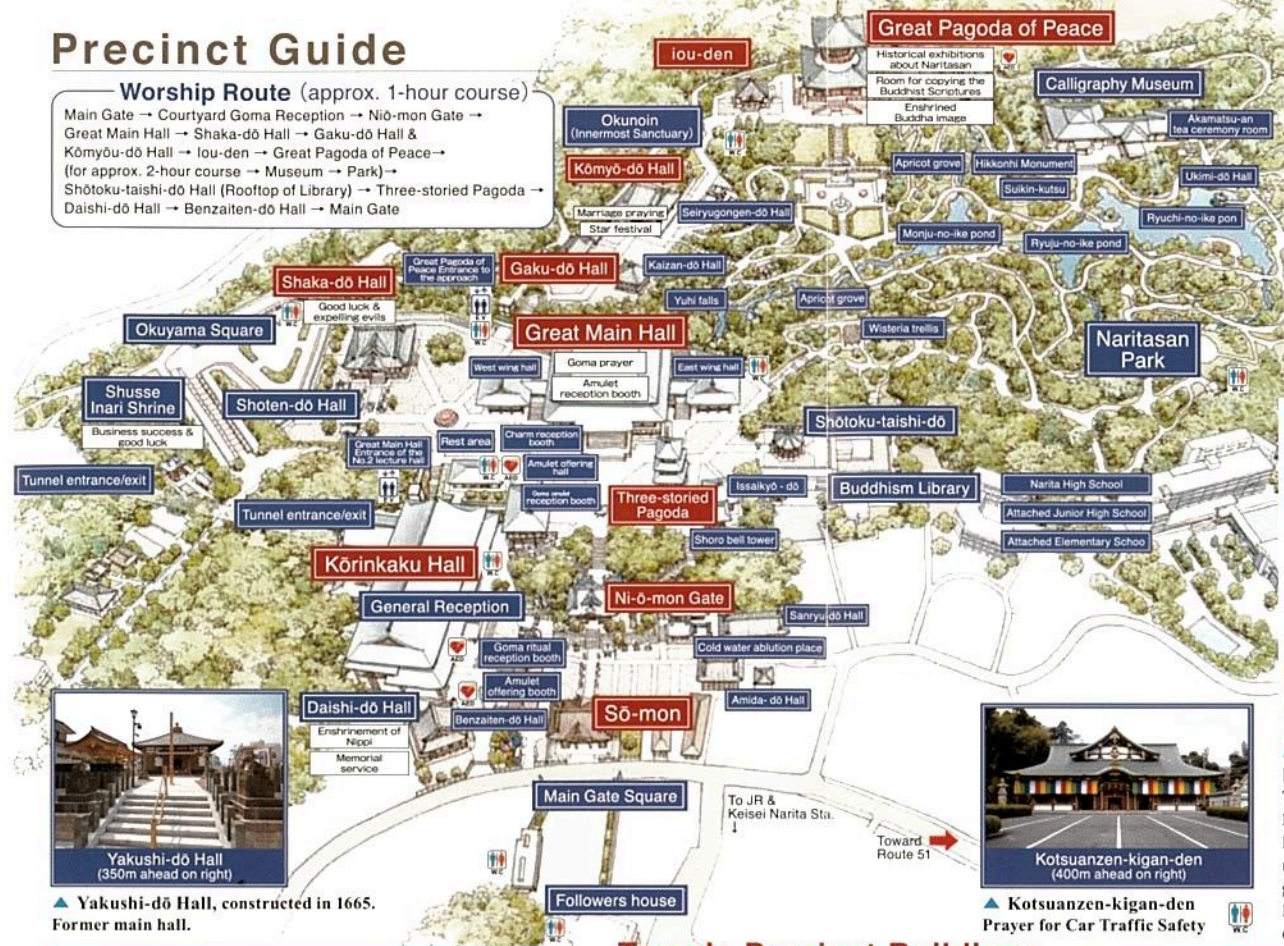 Precinct Guide
Worship Route (approx. 1-hour course)
Main Gate → Courtyard Goma Reception → Niō-mon Gate →
Great Main Hall → Shaka-dō Hall → Gaku-dō Hall &
Kōmyōu-dō Hall → Iou-den → Great Pagoda of Peace→
(for approx. 2-hour course → Museum → Park)→
Shōtoku-taishi-dō Hall (Rooftop of Library) → Three-storied Pagoda →
Daishi-dō Hall → Benzaiten-dō Hall → Main Gate
iou-den
Great Pagoda of Peace
Historical exhibitions
about Naritasan
Room for copying the
Buddhist Scriptures
Enshrined
Buddha image
AED
Calligraphy Museum
Akamatsu-an
tea ceremony room
Okunoin
(Innermost Sanctuary)
W.C
Kōmyō-dō Hall
Marriage praying
Star festival
Seiryugongen-dō Hall
Apricot grove
Hikkonhi Monument
Suikin-kutsu
Ukimi-dō Hall
Ryuchi-no-ike pon
Monju-no-ike pond
Ryuju-no-ike pond
Great Pagoda of
Peace Entrance to
the approach
EV
W.C
Gaku-dō Hall
Kaizan-dō Hall
Yuhi falls
Apricot grove
Wisteria trellis
Shaka-dō Hall
Good luck &
expelling evils
W.C
Okuyama Square
Great Main Hall
Goma prayer
Amulet
reception booth
West wing hall
East wing hall
W.C
Naritasan
Park
W.C
Shusse
Inari Shrine
Business success &
good luck
Shoten-dō Hall
Shōtoku-taishi-dō
Great Main Hall
Entrance of the
No.2 lecture hall
Rest area
Charm reception
booth
W.C
AED
Amulet offering
hall
Goma amulet
reception booth
Tunnel entrance/exit
Tunnel entrance/exit
Three-storied
Pagoda
Issaikyō - dō
Buddhism Library
Narita High School
Attached Junior High School
Attached Elementary Schoo
Shoro bell tower
Kōrinkaku Hall
W.C
General Reception
Ni-ō-mon Gate
Sanryu-dō Hall
Cold water ablution place
Goma ritual
reception booth
AED
Amulet
offering booth
AED
Amida- dō Hall
Daishi-dō Hall
Enshrinement of
Nippi
Memorial
service
Benzaiten-dō Hall
Sō-mon
Main Gate Square
To JR &
Keisei Narita Sta.
↓
Toward
Route 51
W.C
Followers house
W.C
Yakushi-dō Hall
(350m ahead on right)
▲ Yakushi-dō Hall, constructed in 1665.
Former main hall.
Kotsuanzen-kigan-den
(400m ahead on right)
▲ Kotsuanzen-kigan-den
Prayer for Car Traffic Safety
W.C